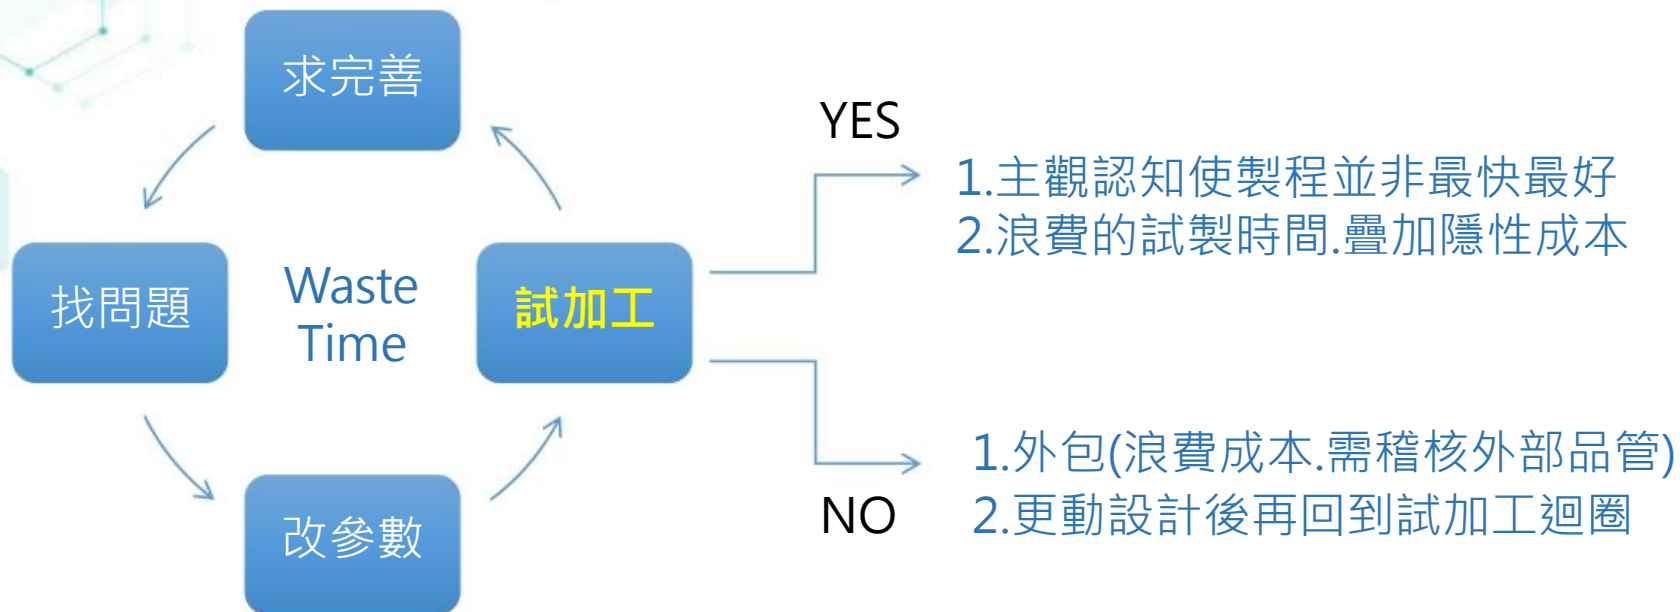 求完善
找問題
Waste
Time
試加工
改參數
YES
1.主觀認知使製程並非最快最好
2.浪費的試製時間.疊加隱性成本
1.外包(浪費成本.需稽核外部品管)
NO
2.更動設計後再回到試加工迴圈